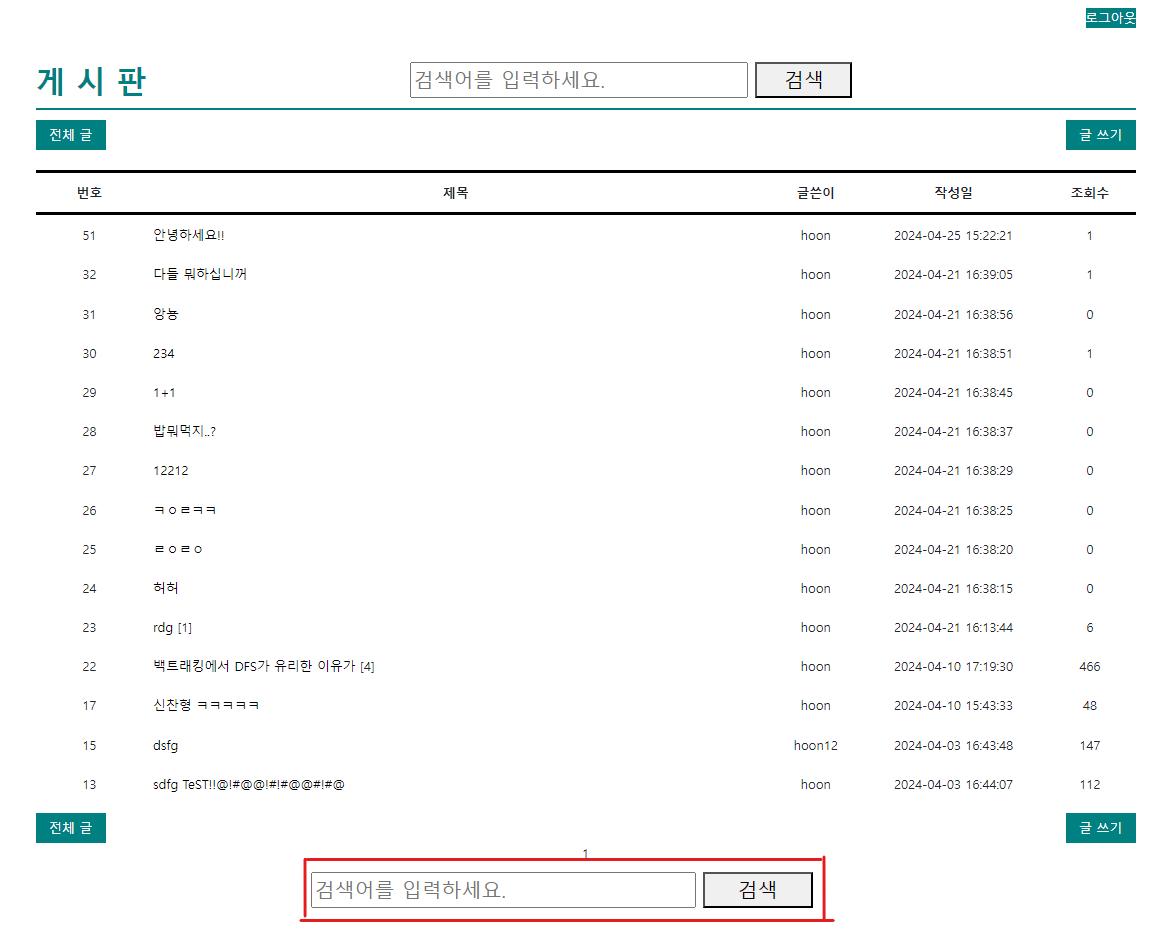 로그아웃
게 시 판 검색어를 입력하세요. 검색
전체 글 글 쓰기
번호 제목 글쓴이 작성일 조회수
51 안녕하세요!! hoon 2024-04-25 15:22:21 1
32 다들 뭐하십니꺼 hoon 2024-04-21 16:39:05 1
31 앙뇽 hoon 2024-04-21 16:38:56 0
30 234 hoon 2024-04-21 16:38:51 1
29 1+1 hoon 2024-04-21 16:38:45 0
28 밥뭐먹지..? hoon 2024-04-21 16:38:37 0
27 12212 hoon 2024-04-21 16:38:29 0
26 ㅋㅇㄹㅋㅋ hoon 2024-04-21 16:38:25 0
25 ㄹㅇㄹㅇ hoon 2024-04-21 16:38:20 0
24 허허 hoon 2024-04-21 16:38:15 0
23 rdg [1] hoon 2024-04-21 16:13:44 6
22 백트래킹에서 DFS가 유리한 이유가 [4] hoon 2024-04-10 17:19:30 466
17 신찬형 ㅋㅋㅋㅋㅋ hoon 2024-04-10 15:43:33 48
15 dsfg hoon12 2024-04-03 16:43:48 147
13 sdfg TeST!!@!#@@!#!#@@#!#@ hoon 2024-04-03 16:44:07 112
전체 글 글 쓰기
1
검색어를 입력하세요. 검색